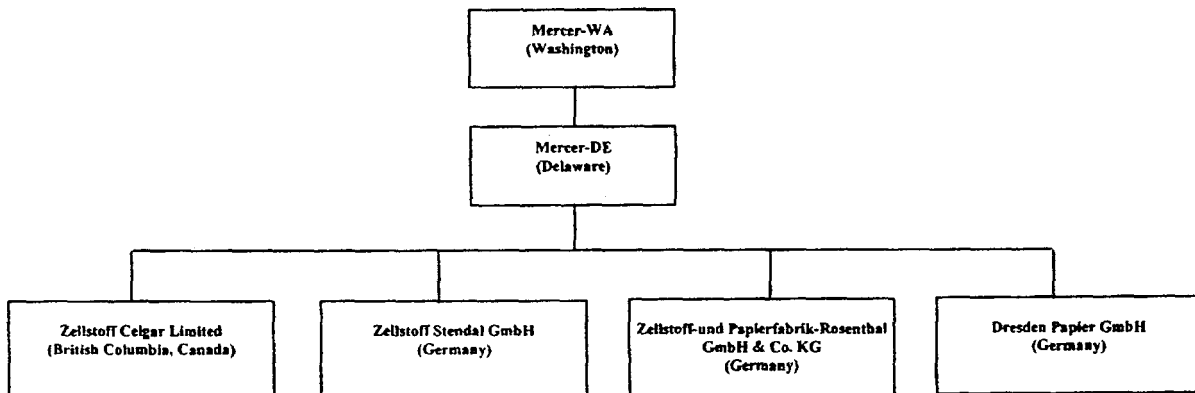 Mercer-WA
(Washington)
Mercer-DE
(Delaware)
Zellstoff Celgar Limited
(British Columbia, Canada)
Zellstoff Stendal GmbH
(Germany)
Zellstoff-und Papierfabrik-Rosenthal
GmbH & Co. KG
(Germany)
Dresden Papier GmbH
(Germany)